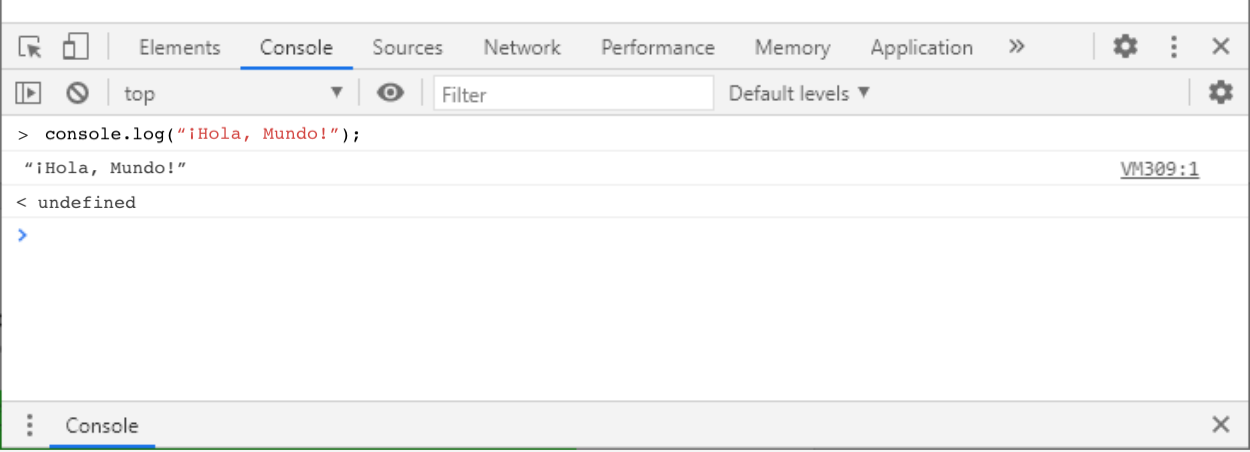 Elements Console Sources Network Performance Memory Application »
top ▼ Filter Default levels ▼
> console.log(“¡Hola, Mundo!”);
“¡Hola, Mundo!” VM309:1
< undefined
>
Console